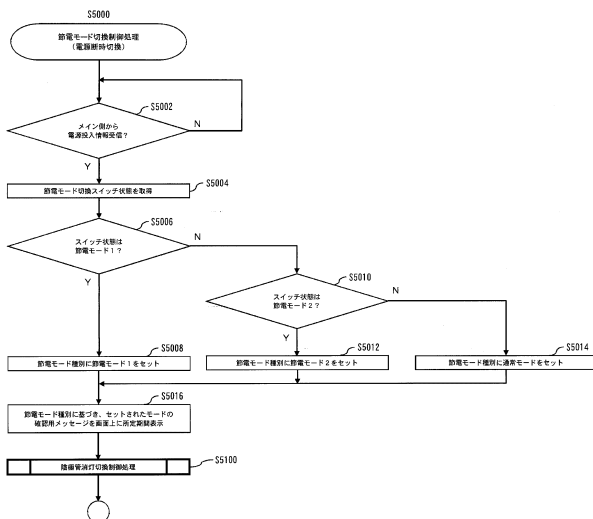 S5000
節電モード切換制御処理
(電源断時切換)
S5002
メイン側から
電源投入情報受信?
N
Y
S5004
節電モード切換スイッチ状態を取得
S5006
スイッチ状態は
節電モード1?
N
Y
S5010
スイッチ状態は
節電モード2?
N
Y
S5008
節電モード種別に節電モード1をセット
S5012
節電モード種別に節電モード2をセット
S5014
節電モード種別に通常モードをセット
S5016
節電モード種別に基づき、セットされたモードの
確認用メッセージを画面上に所定期間表示
S5100
陰極管消灯切換制御処理